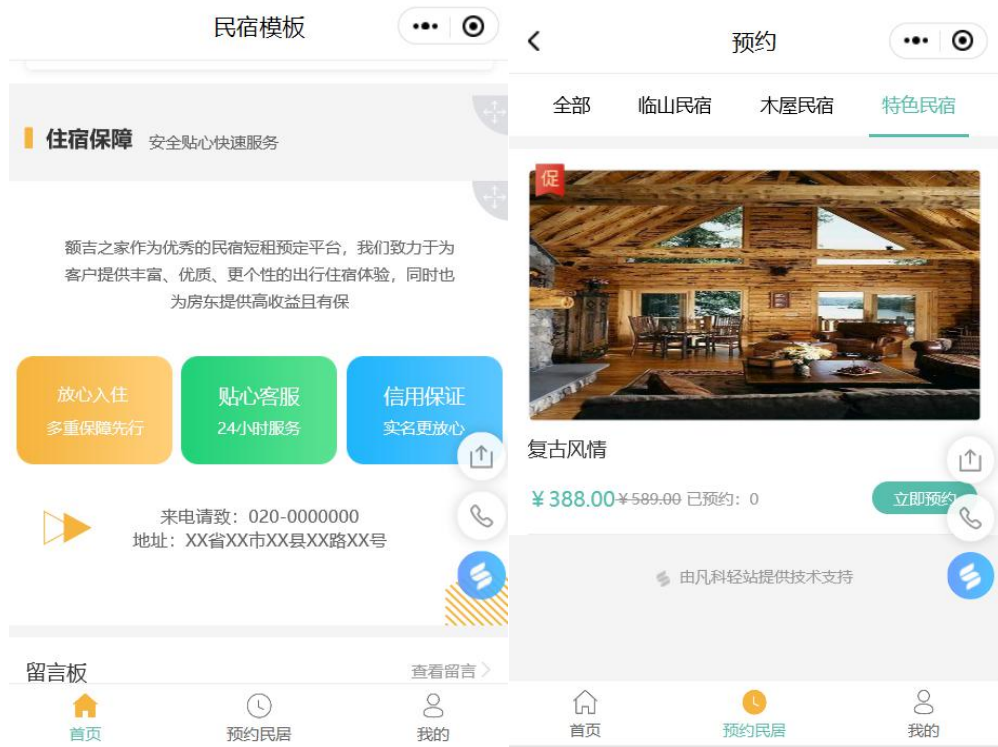 民宿模板
住宿保障 安全贴心快速服务
额吉之家作为优秀的民宿短租预定平台，我们致力于为
客户提供丰富、优质、更个性的出行住宿体验，同时也
为房东提供高收益且有保
放心入住
多重保障先行
贴心客服
24小时服务
信用保证
实名更放心
来电请致：020-0000000
地址：XX省XX市XX县XX路XX号
留言板 查看留言
首页 预约民居 我的
预约
全部 临山民宿 木屋民宿 特色民宿
促
复古风情
￥388.00 ￥589.00 已预约：0 立即预约
由凡科轻站提供技术支持
首页 预约民居 我的